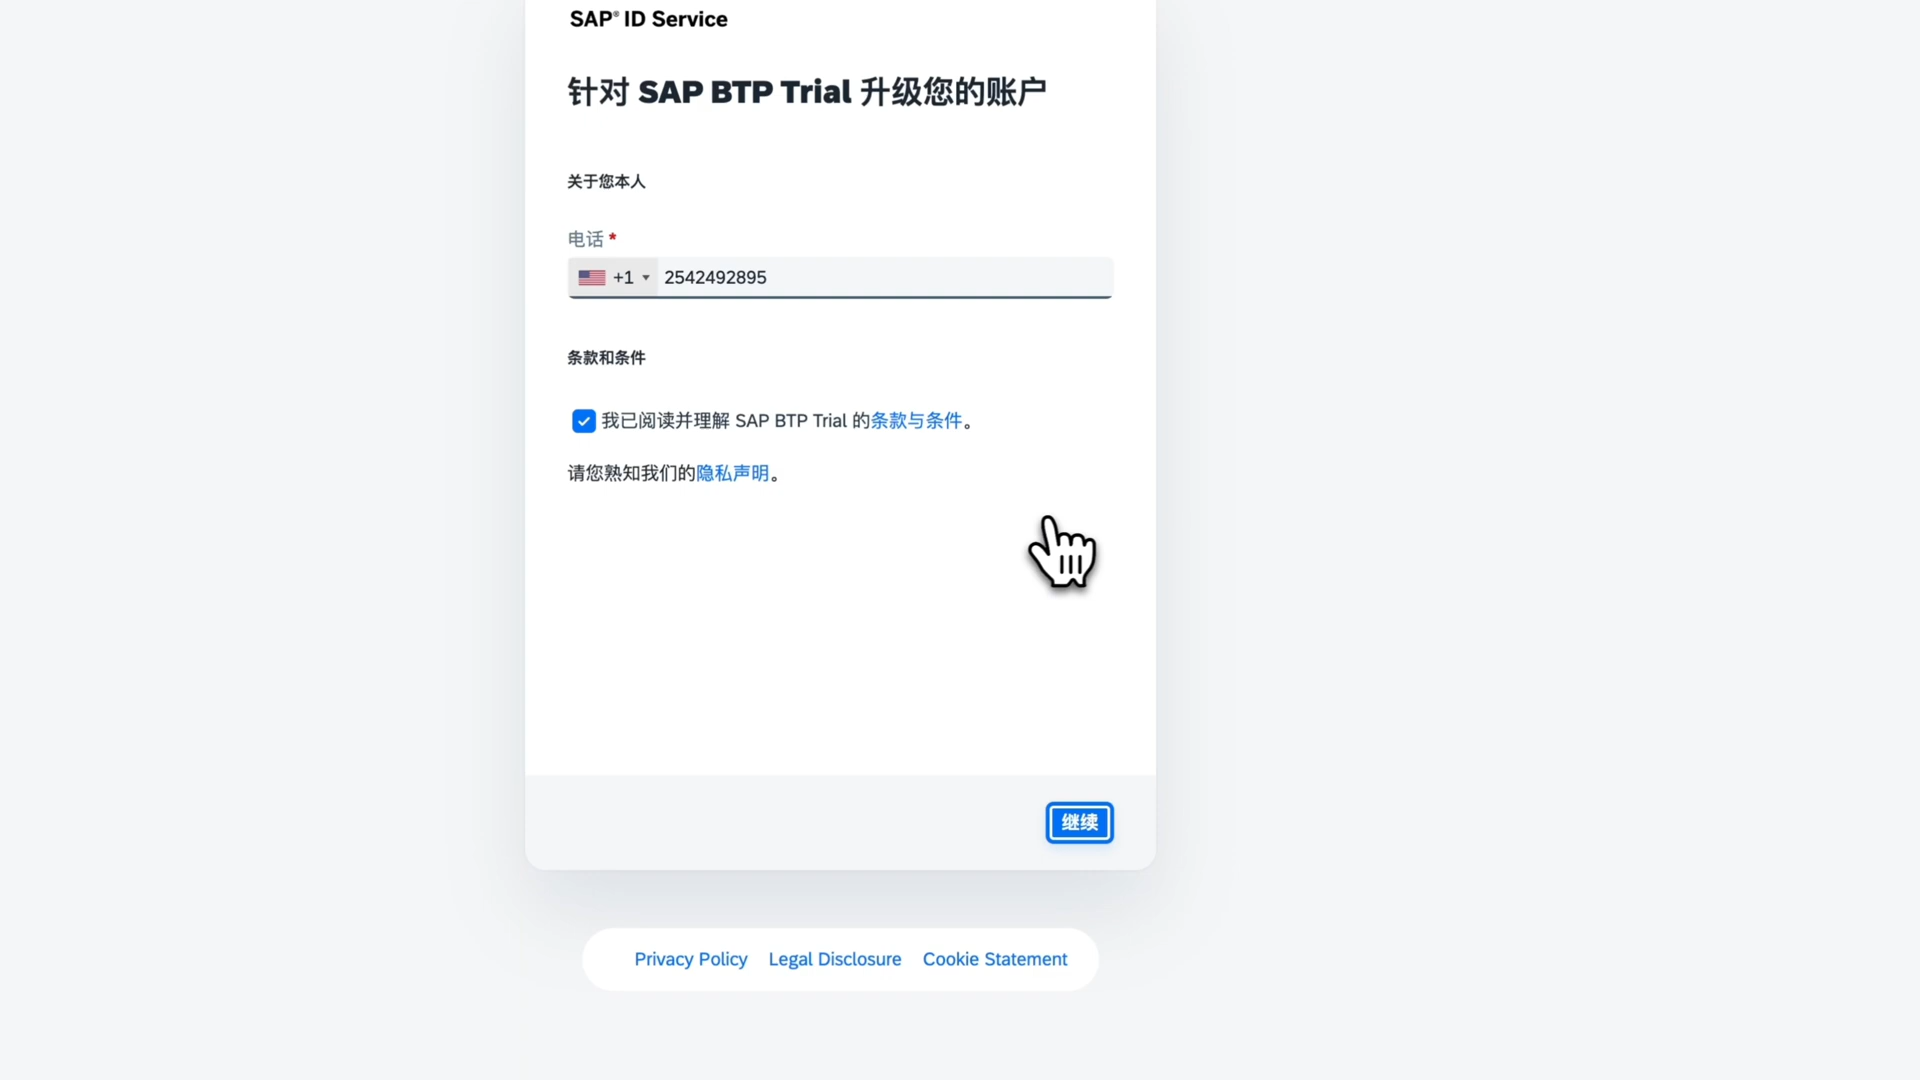 SAP® ID Service
针对 SAP BTP Trial 升级您的账户
关于您本人
电话 *
+1 2542492895
条款和条件
我已阅读并理解 SAP BTP Trial 的条款与条件。
请您熟知我们的隐私声明。
继续
Privacy Policy Legal Disclosure Cookie Statement